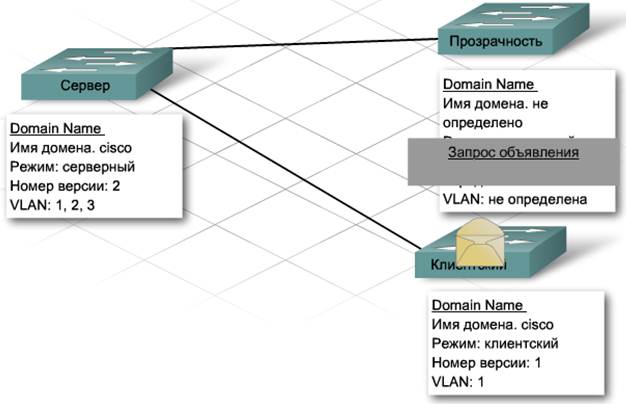 Сервер
Domain Name
Имя домена. cisco
Режим: серверный
Номер версии: 2
VLAN: 1, 2, 3
Прозрачность
Domain Name
Имя домена. не
определено
Запрос объявления
VLAN: не определена
Клиентский
Domain Name
Имя домена. cisco
Режим: клиентский
Номер версии: 1
VLAN: 1